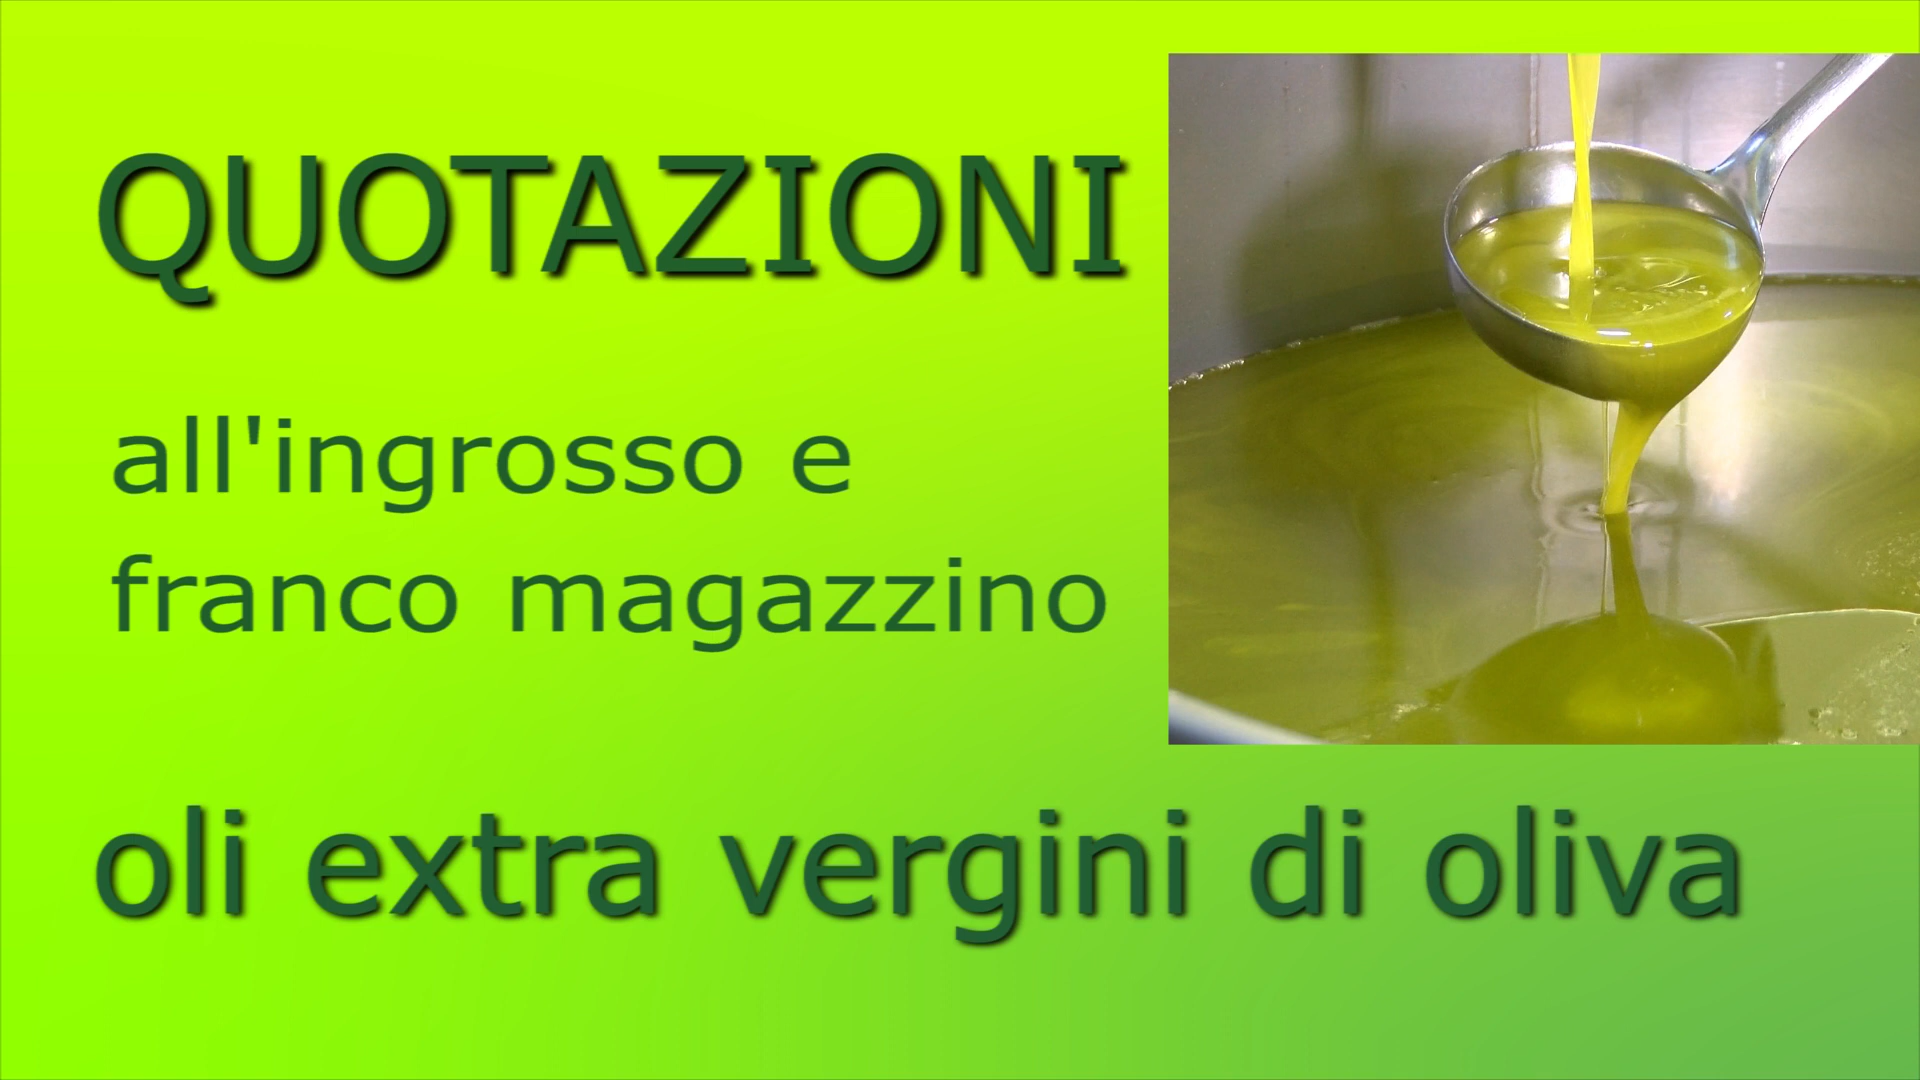 QUOTAZIONI
all'ingrosso e
franco magazzino
oli extra vergini di oliva